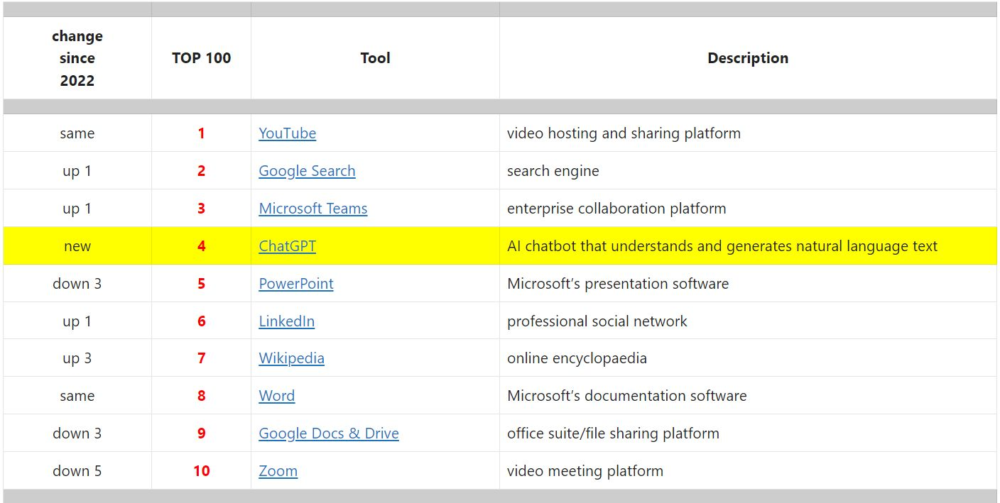 change
since
2022
TOP 100
Tool
Description
same 1 YouTube video hosting and sharing platform
up 1 2 Google Search search engine
up 1 3 Microsoft Teams enterprise collaboration platform
new 4 ChatGPT AI chatbot that understands and generates natural language text
down 3 5 PowerPoint Microsoft’s presentation software
up 1 6 LinkedIn professional social network
up 3 7 Wikipedia online encyclopaedia
same 8 Word Microsoft’s documentation software
down 3 9 Google Docs & Drive office suite/file sharing platform
down 5 10 Zoom video meeting platform